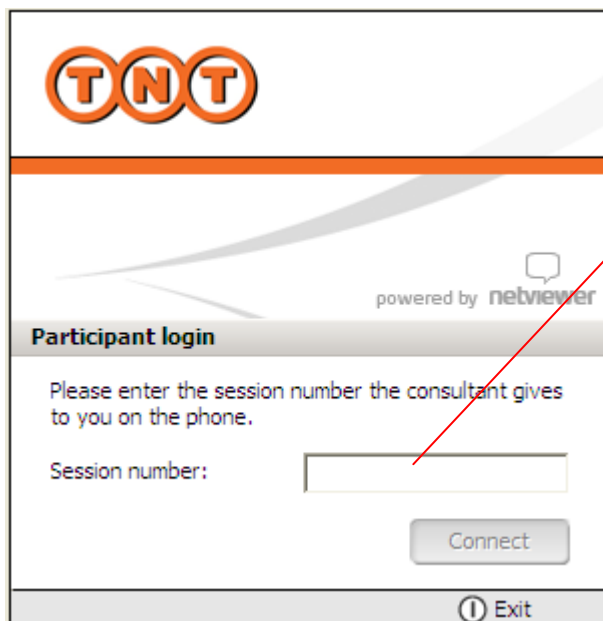 TNT
powered by netviewer
Participant login
Please enter the session number the consultant gives
to you on the phone.
Session number:
Connect
Exit